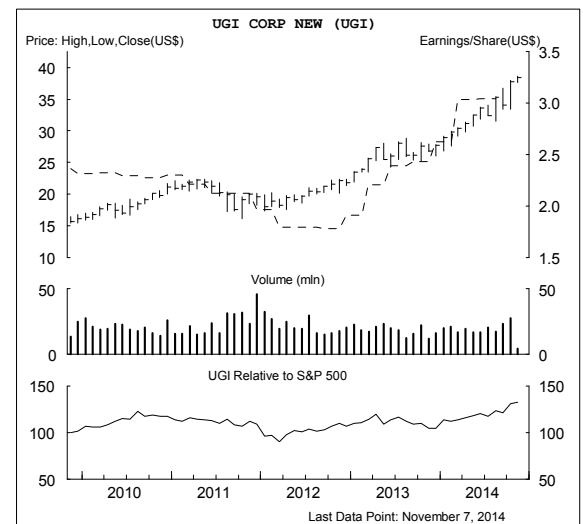 UGI CORP NEW (UGI)
Price: High,Low,Close(US$) Earnings/Share(US$)
40 3.5
35 3.0
30
25 2.5
20 2.0
15
10 1.5
Volume (mln)
50 50
0 0
UGI Relative to S&P 500
150 150
100 100
50 50
2010 2011 2012 2013 2014
Last Data Point: November 7, 2014